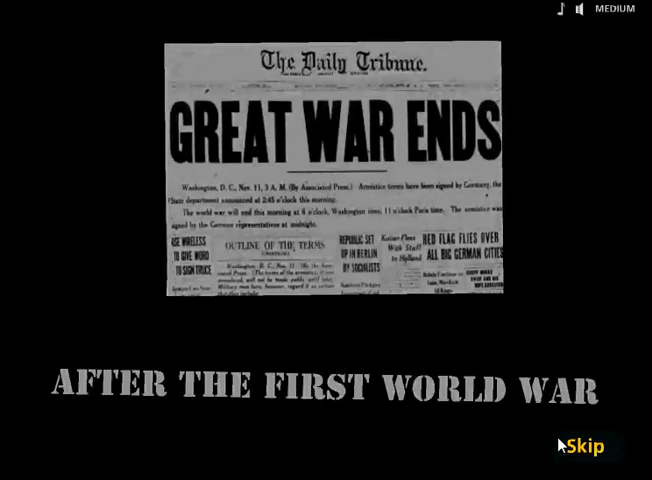 MEDIUM
The Daily Tribune.
GREAT WAR ENDS
Washington, D. C., Nov. 11, 3 A. M. (By Associated Press.) Armistice terms have been signed by Germany, the
State department announced at 2:45 o'clock this morning.
The world war will end this morning at 6 o'clock, Washington time, 11 o'clock Paris time. The armistice was
signed by the German representatives at midnight.
USE WIRELESS
TO GIVE WORD
TO SIGN TRUCE
OUTLINE OF THE TERMS
REPUBLIC SET
UP IN BERLIN
BY SOCIALISTS
Kaiser Flees
With Staff
to Holland
RED FLAG FLIES OVER
ALL BIG GERMAN CITIES
AFTER THE FIRST WORLD WAR
Skip